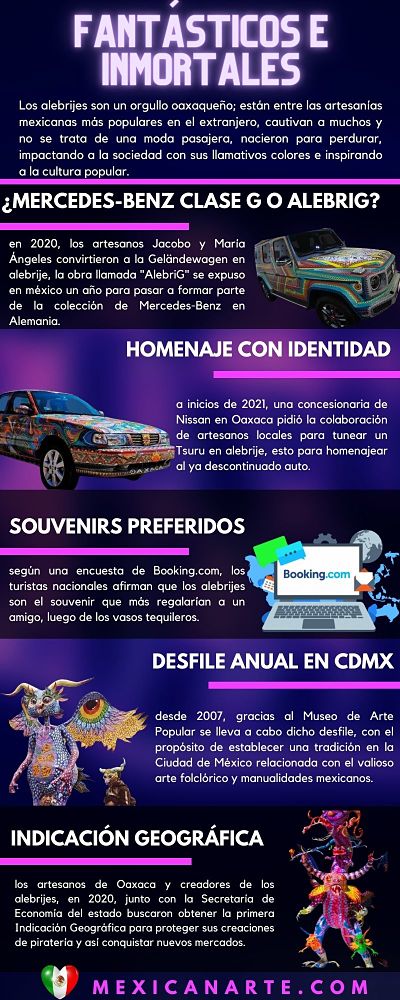 FANTÁSTICOS E
INMORTALES
Los alebrijes son un orgullo oaxaqueño; están entre las artesanías
mexicanas más populares en el extranjero, cautivan a muchos y
no se trata de una moda pasajera, nacieron para perdurar,
impactando a la sociedad con sus llamativos colores e inspirando
a la cultura popular.
¿MERCEDES-BENZ CLASE G O ALEBRIG?
en 2020, los artesanos Jacobo y María
Ángeles convirtieron a la Geländewagen en
alebrije, la obra llamada "AlebriG" se expuso
en méxico un año para pasar a formar parte
de la colección de Mercedes-Benz en
Alemania.
HOMENAJE CON IDENTIDAD
a inicios de 2021, una concesionaria de
Nissan en Oaxaca pidió la colaboración
de artesanos locales para tunear un
Tsuru en alebrije, esto para homenajear
al ya descontinuado auto.
OAXACA
SOUVENIRS PREFERIDOS
según una encuesta de Booking.com, los
turistas nacionales afirman que los alebrijes
son el souvenir que más regalarían a un
amigo, luego de los vasos tequileros.
Booking.com
DESFILE ANUAL EN CDMX
desde 2007, gracias al Museo de Arte
Popular se lleva a cabo dicho desfile, con el
propósito de establecer una tradición en la
Ciudad de México relacionada con el valioso
arte folclórico y manualidades mexicanos.
INDICACIÓN GEOGRÁFICA
los artesanos de Oaxaca y creadores de los
alebrijes, en 2020, junto con la Secretaría de
Economía del estado buscaron obtener la primera
Indicación Geográfica para proteger sus creaciones
de piratería y así conquistar nuevos mercados.
MEXICANARTE.COM